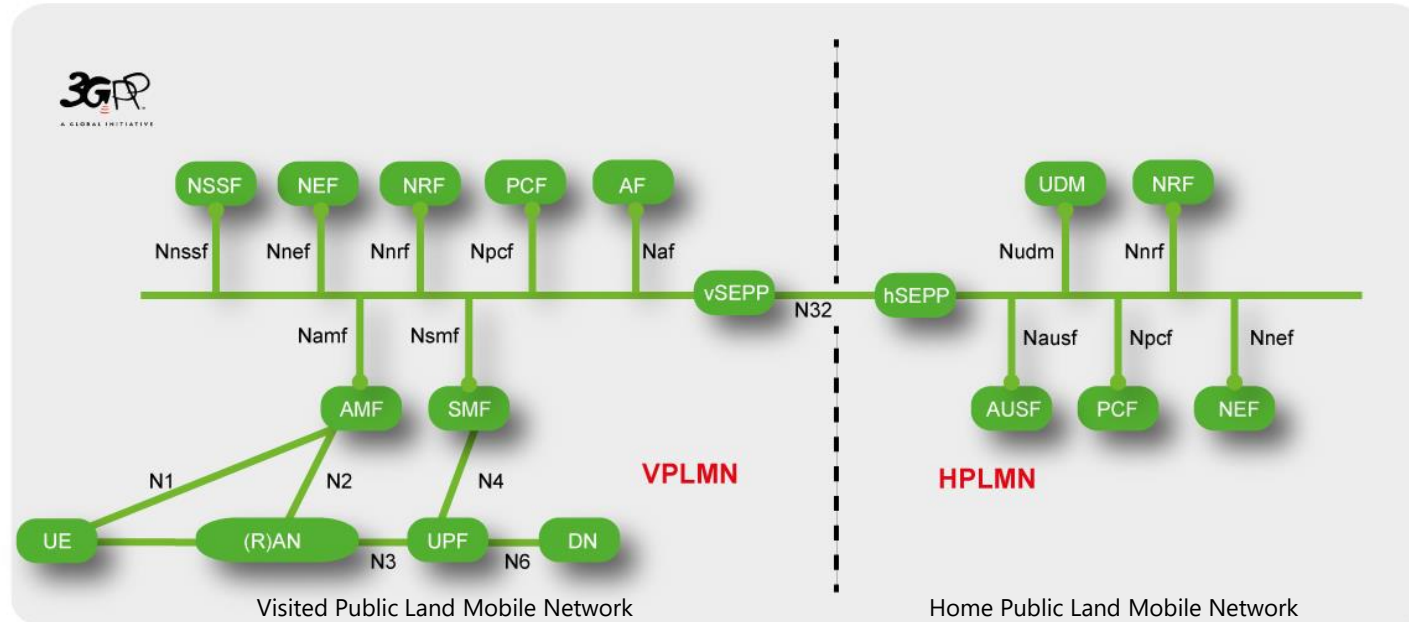 3GPP
A GLOBAL INITIATIVE
NSSF NEF NRF PCF AF UDM NRF
Nnssf Nnef Nnrf Npcf Naf Nudm Nnrf
vSEPP N32 hSEPP
Namf Nsmf Nausf Npcf Nnef
AMF SMF AUSF PCF NEF
N1 N2 N4 VPLMN HPLMN
UE (R)AN N3 UPF N6 DN
Visited Public Land Mobile Network Home Public Land Mobile Network